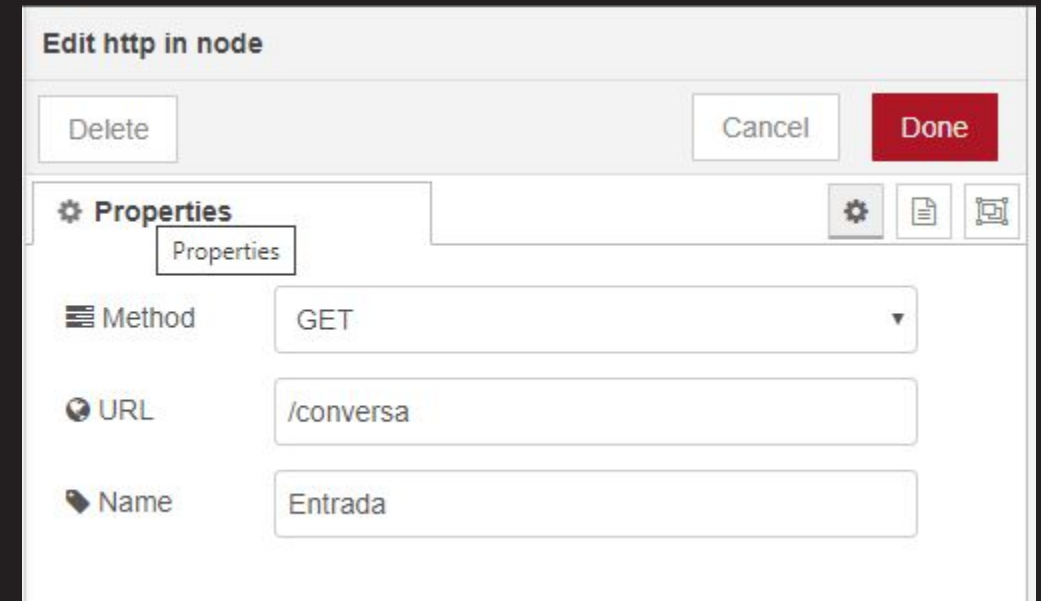 Edit http in node
Delete
Cancel
Done
Properties
Properties
Method
GET
URL
/conversa
Name
Entrada